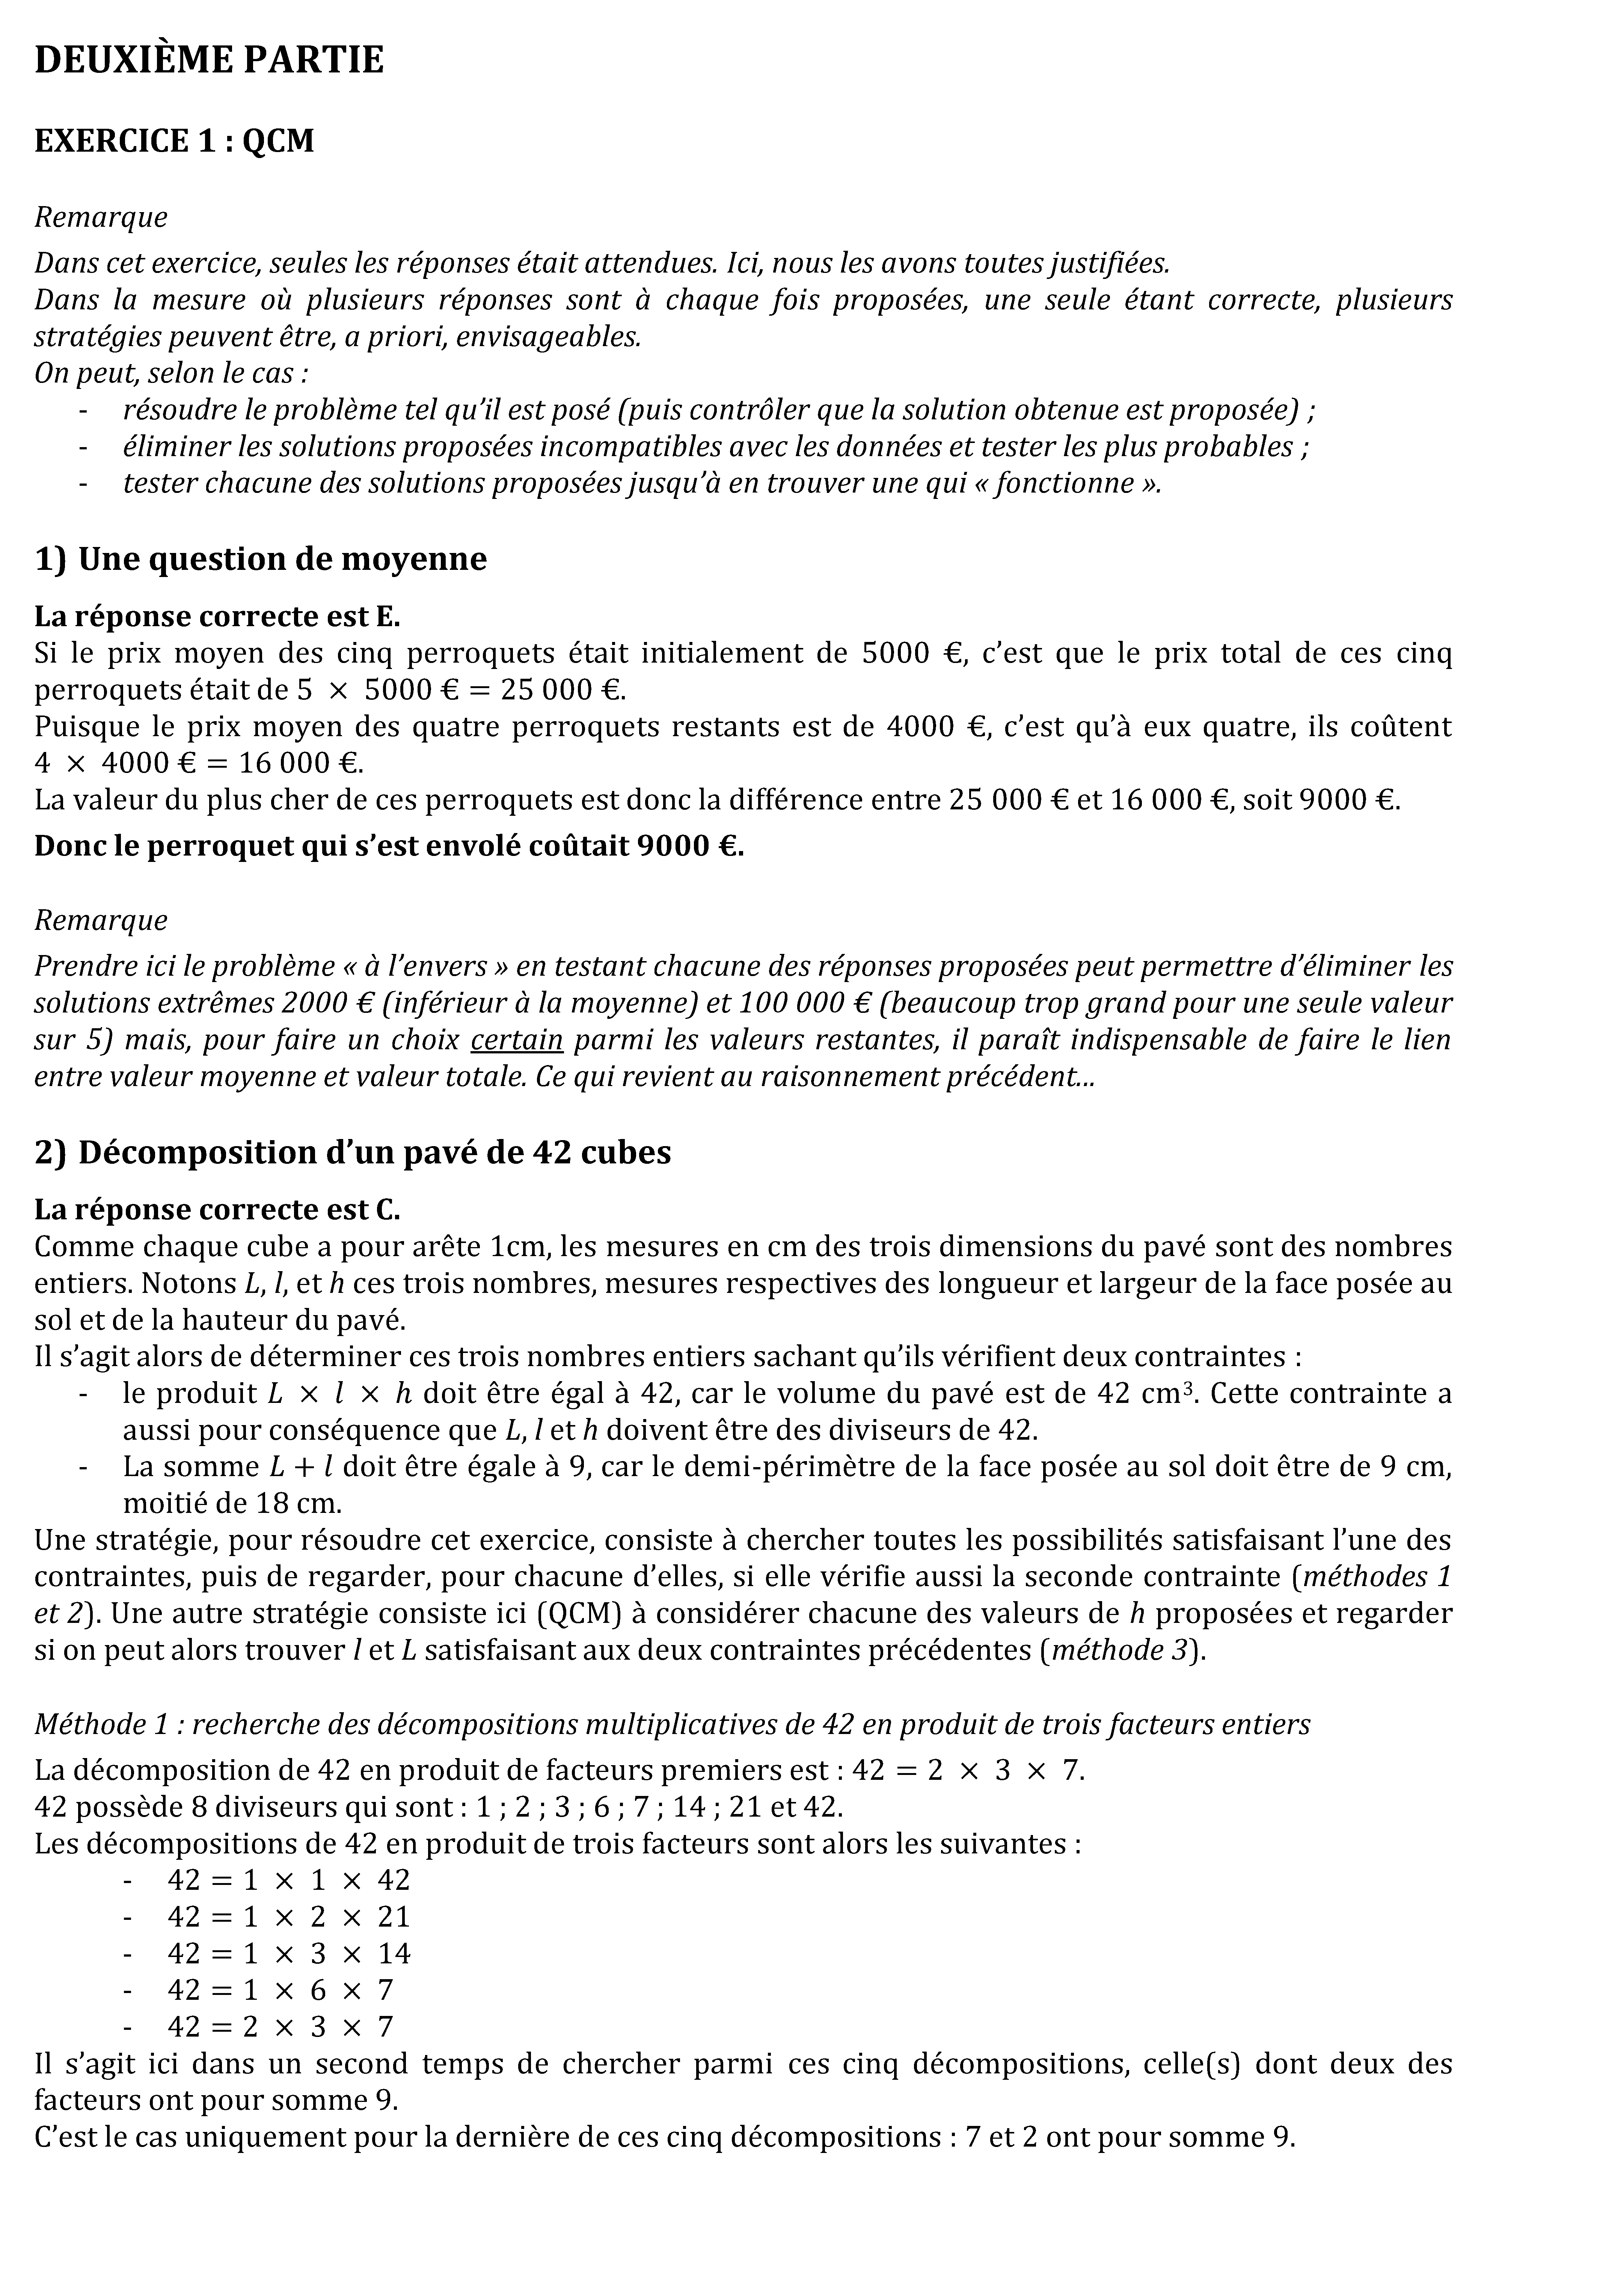 DEUXIÈME PARTIE
EXERCICE 1 : QCM
Remarque
Dans cet exercice, seules les réponses était attendues. Ici, nous les avons toutes justifiées.
Dans la mesure où plusieurs réponses sont à chaque fois proposées, une seule étant correcte, plusieurs
stratégies peuvent être, a priori, envisageables.
On peut, selon le cas :
- résoudre le problème tel qu’il est posé (puis contrôler que la solution obtenue est proposée) ;
- éliminer les solutions proposées incompatibles avec les données et tester les plus probables ;
- tester chacune des solutions proposées jusqu’à en trouver une qui « fonctionne ».
1) Une question de moyenne
La réponse correcte est E.
Si le prix moyen des cinq perroquets était initialement de 5000 €, c’est que le prix total de ces cinq
perroquets était de 5 × 5000 € = 25 000 €.
Puisque le prix moyen des quatre perroquets restants est de 4000 €, c’est qu’à eux quatre, ils coûtent
4 × 4000 € = 16 000 €.
La valeur du plus cher de ces perroquets est donc la différence entre 25 000 € et 16 000 €, soit 9000 €.
Donc le perroquet qui s’est envolé coûtait 9000 €.
Remarque
Prendre ici le problème « à l’envers » en testant chacune des réponses proposées peut permettre d’éliminer les
solutions extrêmes 2000 € (inférieur à la moyenne) et 100 000 € (beaucoup trop grand pour une seule valeur
sur 5) mais, pour faire un choix certain parmi les valeurs restantes, il paraît indispensable de faire le lien
entre valeur moyenne et valeur totale. Ce qui revient au raisonnement précédent...
2) Décomposition d’un pavé de 42 cubes
La réponse correcte est C.
Comme chaque cube a pour arête 1cm, les mesures en cm des trois dimensions du pavé sont des nombres
entiers. Notons L, l, et h ces trois nombres, mesures respectives des longueur et largeur de la face posée au
sol et de la hauteur du pavé.
Il s’agit alors de déterminer ces trois nombres entiers sachant qu’ils vérifient deux contraintes :
- le produit L × l × h doit être égal à 42, car le volume du pavé est de 42 cm³. Cette contrainte a
aussi pour conséquence que L, l et h doivent être des diviseurs de 42.
- La somme L + l doit être égale à 9, car le demi-périmètre de la face posée au sol doit être de 9 cm,
moitié de 18 cm.
Une stratégie, pour résoudre cet exercice, consiste à chercher toutes les possibilités satisfaisant l’une des
contraintes, puis de regarder, pour chacune d’elles, si elle vérifie aussi la seconde contrainte (méthodes 1
et 2). Une autre stratégie consiste ici (QCM) à considérer chacune des valeurs de h proposées et regarder
si on peut alors trouver l et L satisfaisant aux deux contraintes précédentes (méthode 3).
Méthode 1 : recherche des décompositions multiplicatives de 42 en produit de trois facteurs entiers
La décomposition de 42 en produit de facteurs premiers est : 42 = 2 × 3 × 7.
42 possède 8 diviseurs qui sont : 1 ; 2 ; 3 ; 6 ; 7 ; 14 ; 21 et 42.
Les décompositions de 42 en produit de trois facteurs sont alors les suivantes :
- 42 = 1 × 1 × 42
- 42 = 1 × 2 × 21
- 42 = 1 × 3 × 14
- 42 = 1 × 6 × 7
- 42 = 2 × 3 × 7
Il s’agit ici dans un second temps de chercher parmi ces cinq décompositions, celle(s) dont deux des
facteurs ont pour somme 9.
C’est le cas uniquement pour la dernière de ces cinq décompositions : 7 et 2 ont pour somme 9.